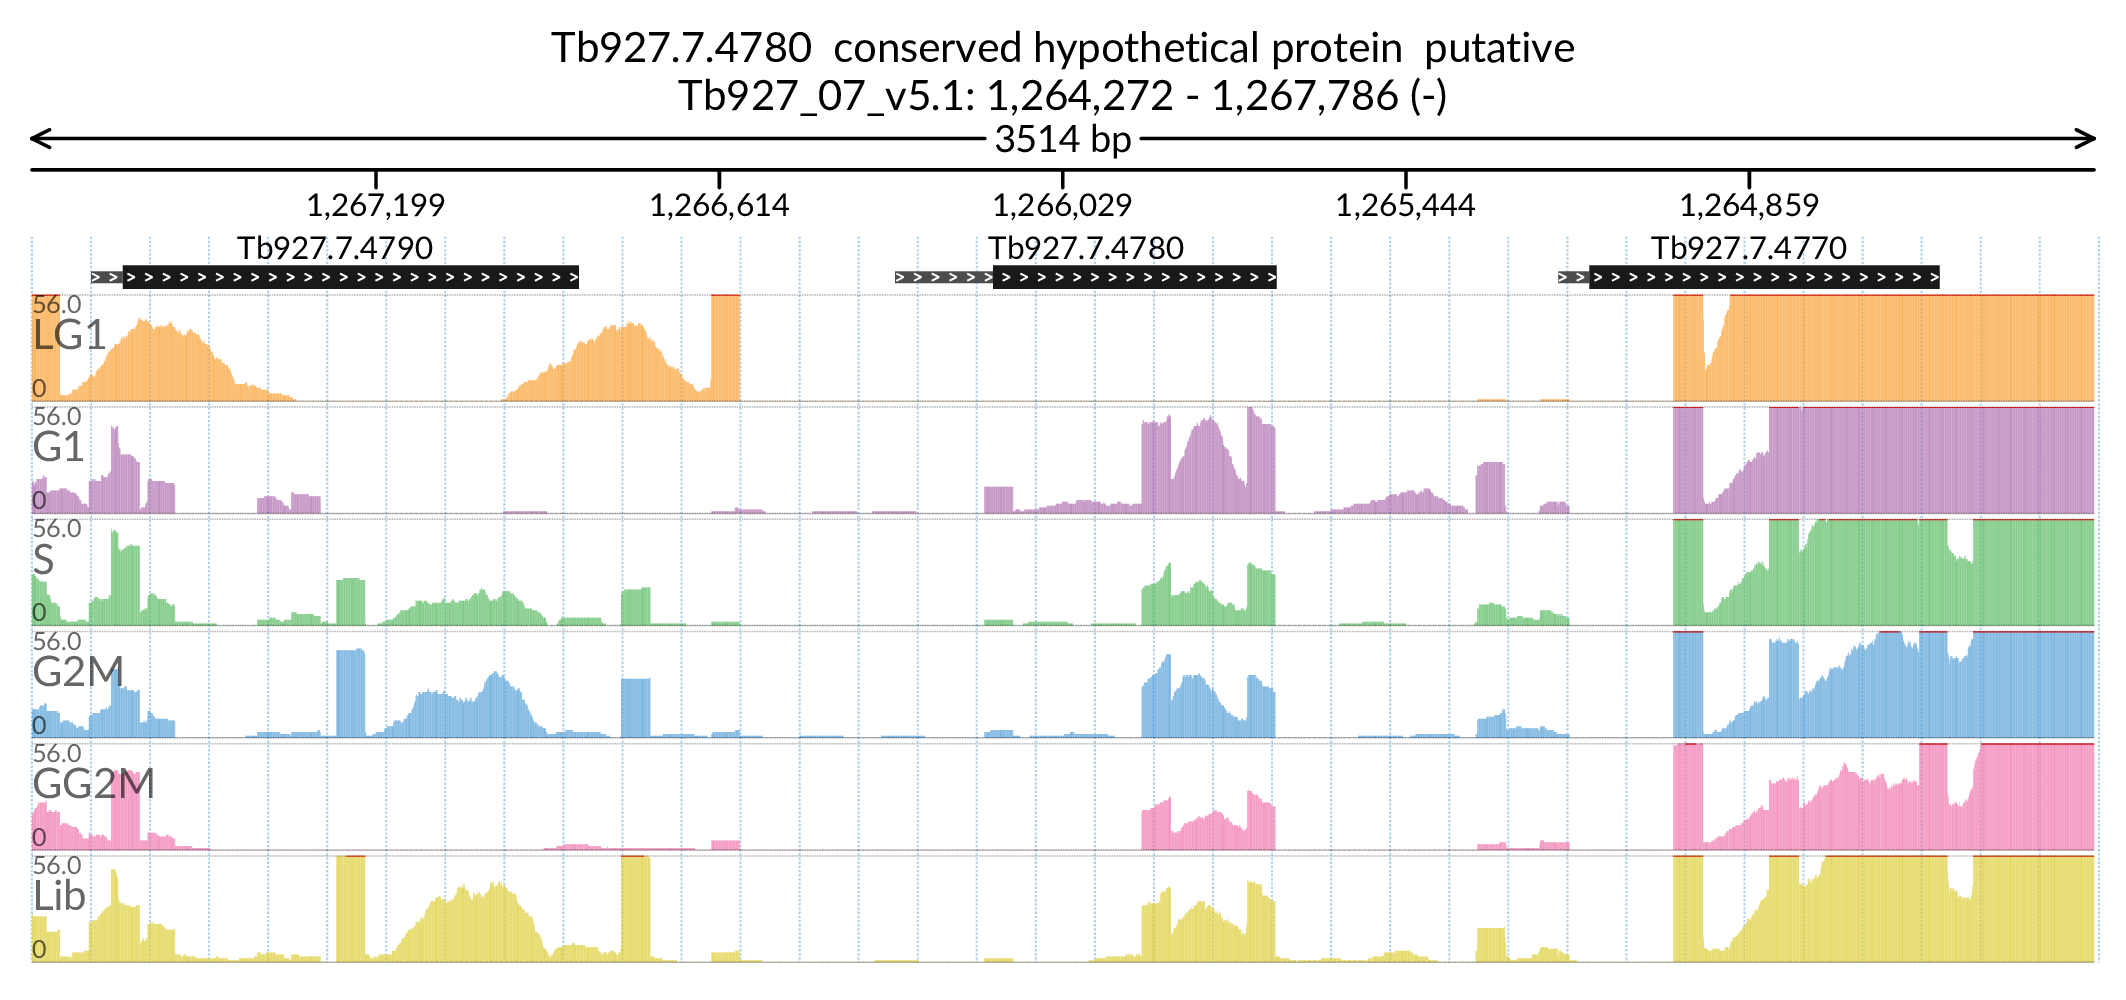 Tb927.7.4780 conserved hypothetical protein putative
Tb927_07_v5.1: 1,264,272 - 1,267,786 (-)
3514 bp
1,267,199 1,266,614 1,266,029 1,265,444 1,264,859
Tb927.7.4790 Tb927.7.4780 Tb927.7.4770
56.0
LG1
0
56.0
G1
0
56.0
S
0
56.0
G2M
0
56.0
GG2M
0
56.0
Lib
0